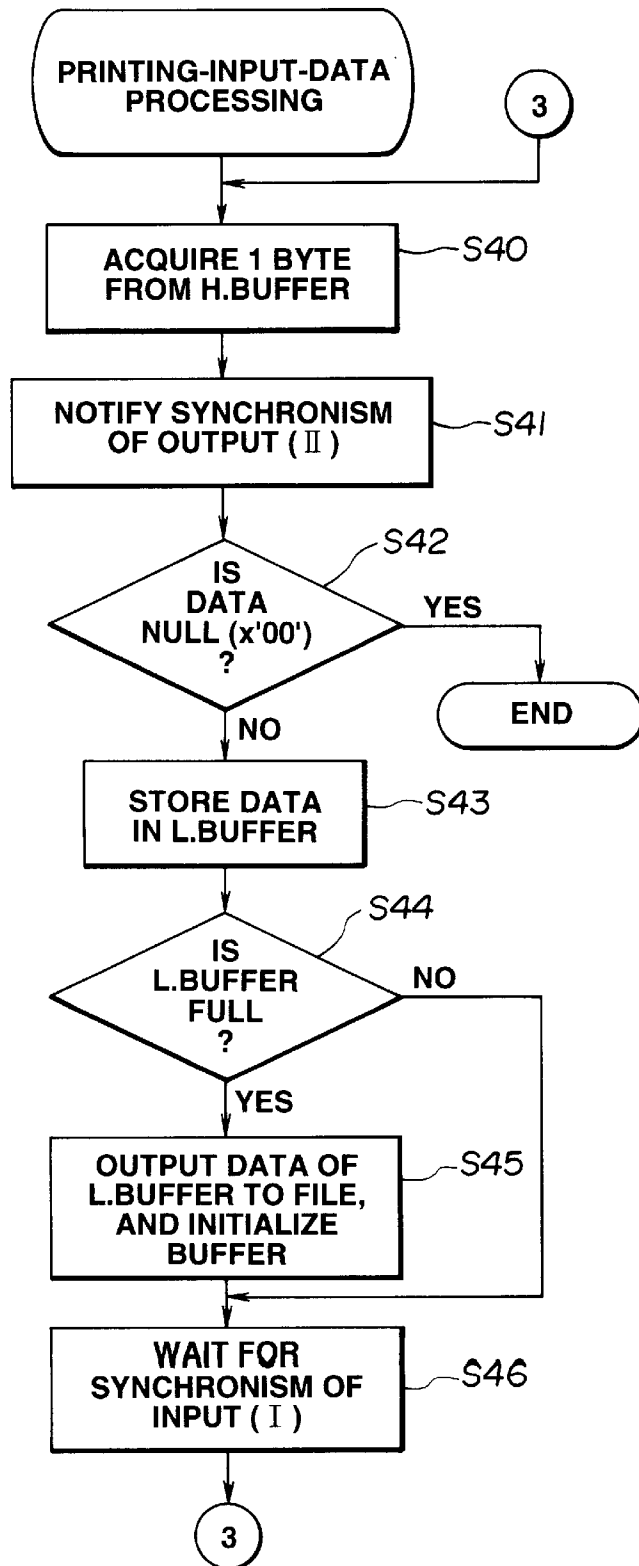 PRINTING-INPUT-DATA
PROCESSING
3
ACQUIRE 1 BYTE
FROM H.BUFFER
S40
NOTIFY SYNCHRONISM
OF OUTPUT (Ⅱ)
S41
IS
DATA
NULL (x'00')
?
S42
YES
END
NO
STORE DATA
IN L.BUFFER
S43
IS
L.BUFFER
FULL
?
S44
NO
YES
OUTPUT DATA OF
L.BUFFER TO FILE,
AND INITIALIZE
BUFFER
S45
WAIT FOR
SYNCHRONISM OF
INPUT (Ⅰ)
S46
3